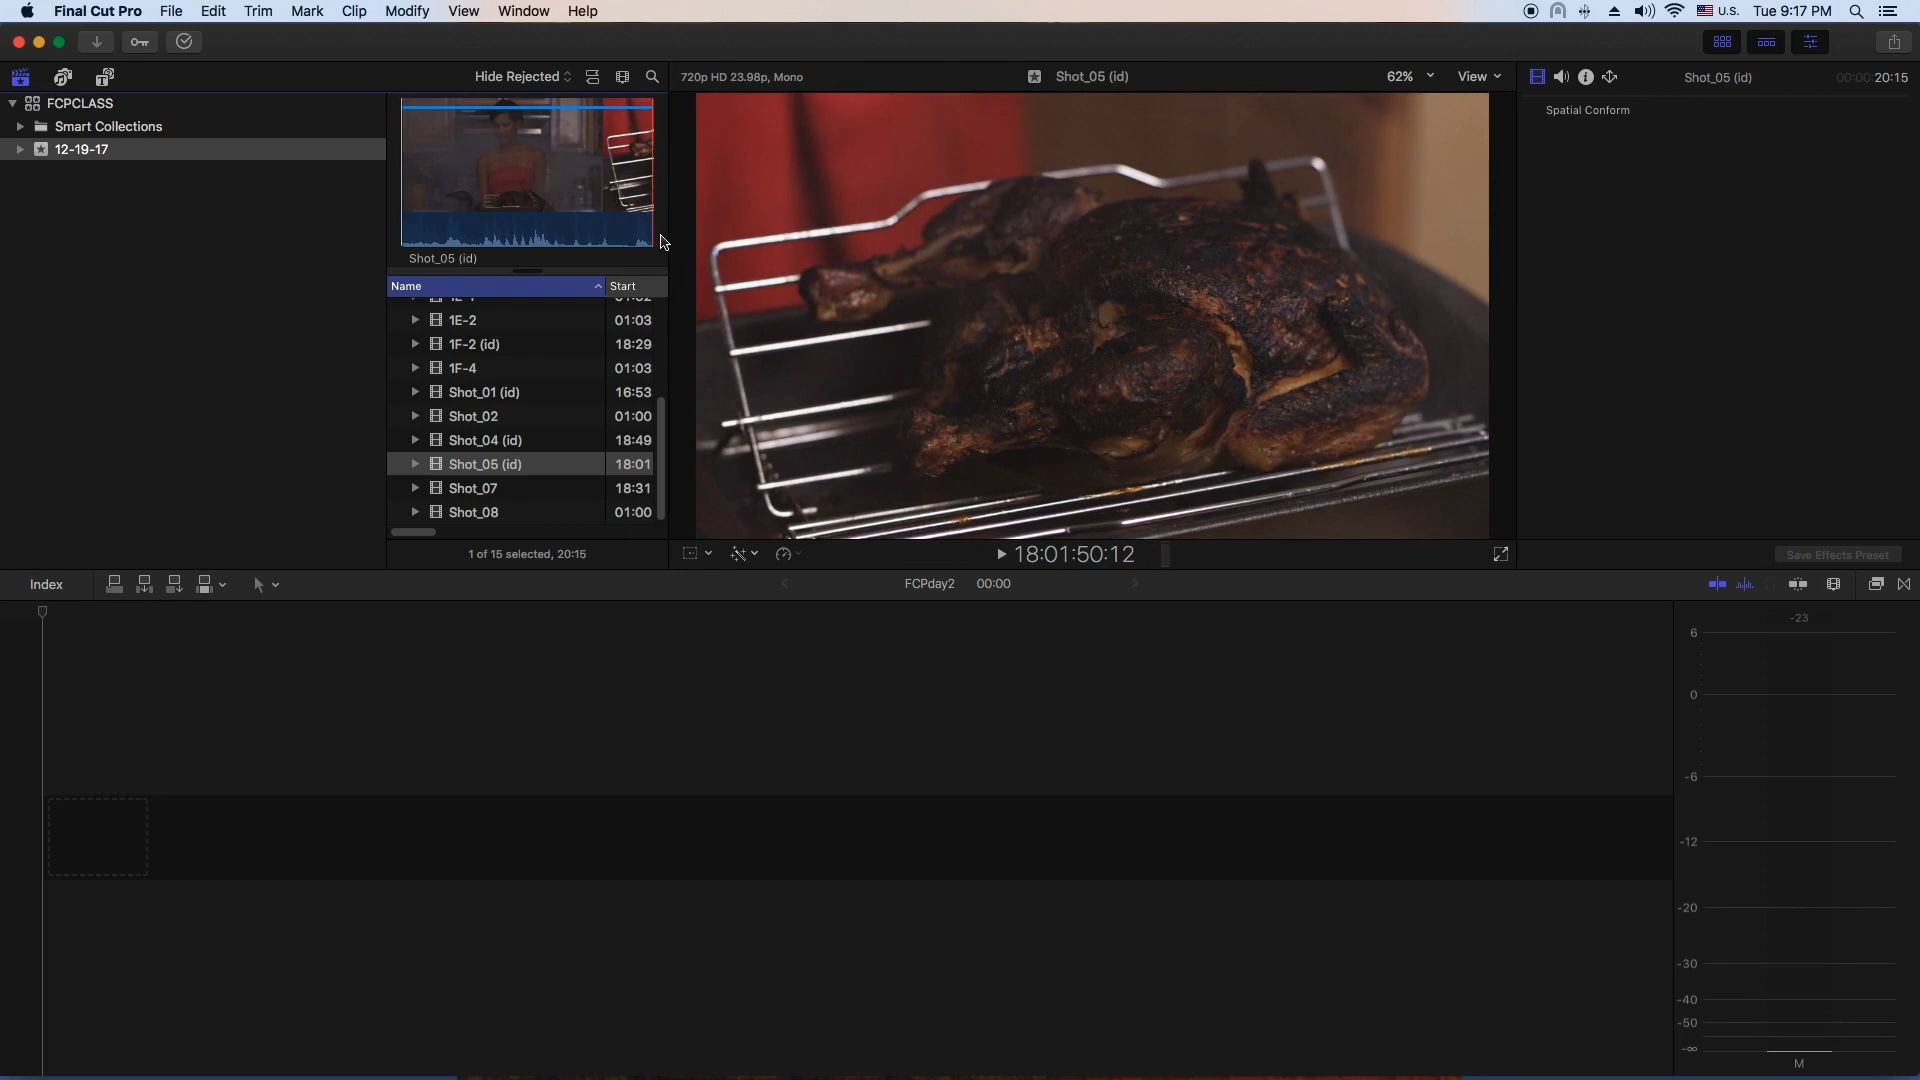 Final Cut Pro File Edit Trim Mark Clip Modify View Window Help U.S. Tue 9:17 PM
Hide Rejected 720p HD 23.98p, Mono Shot_05 (id) 62% View Shot_05 (id) 00:00:20:15
FCPCLASS
Smart Collections
12-19-17
Spatial Conform
Shot_05 (id)
Name Start
1E-2 01:03
1F-2 (id) 18:29
1F-4 01:03
Shot_01 (id) 16:53
Shot_02 01:00
Shot_04 (id) 18:49
Shot_05 (id) 18:01
Shot_07 18:31
Shot_08 01:00
1 of 15 selected, 20:15 18:01:50:12 Save Effects Preset
Index FCPday2 00:00
-23
6
0
-6
-12
-20
-30
-40
-50
-∞
M